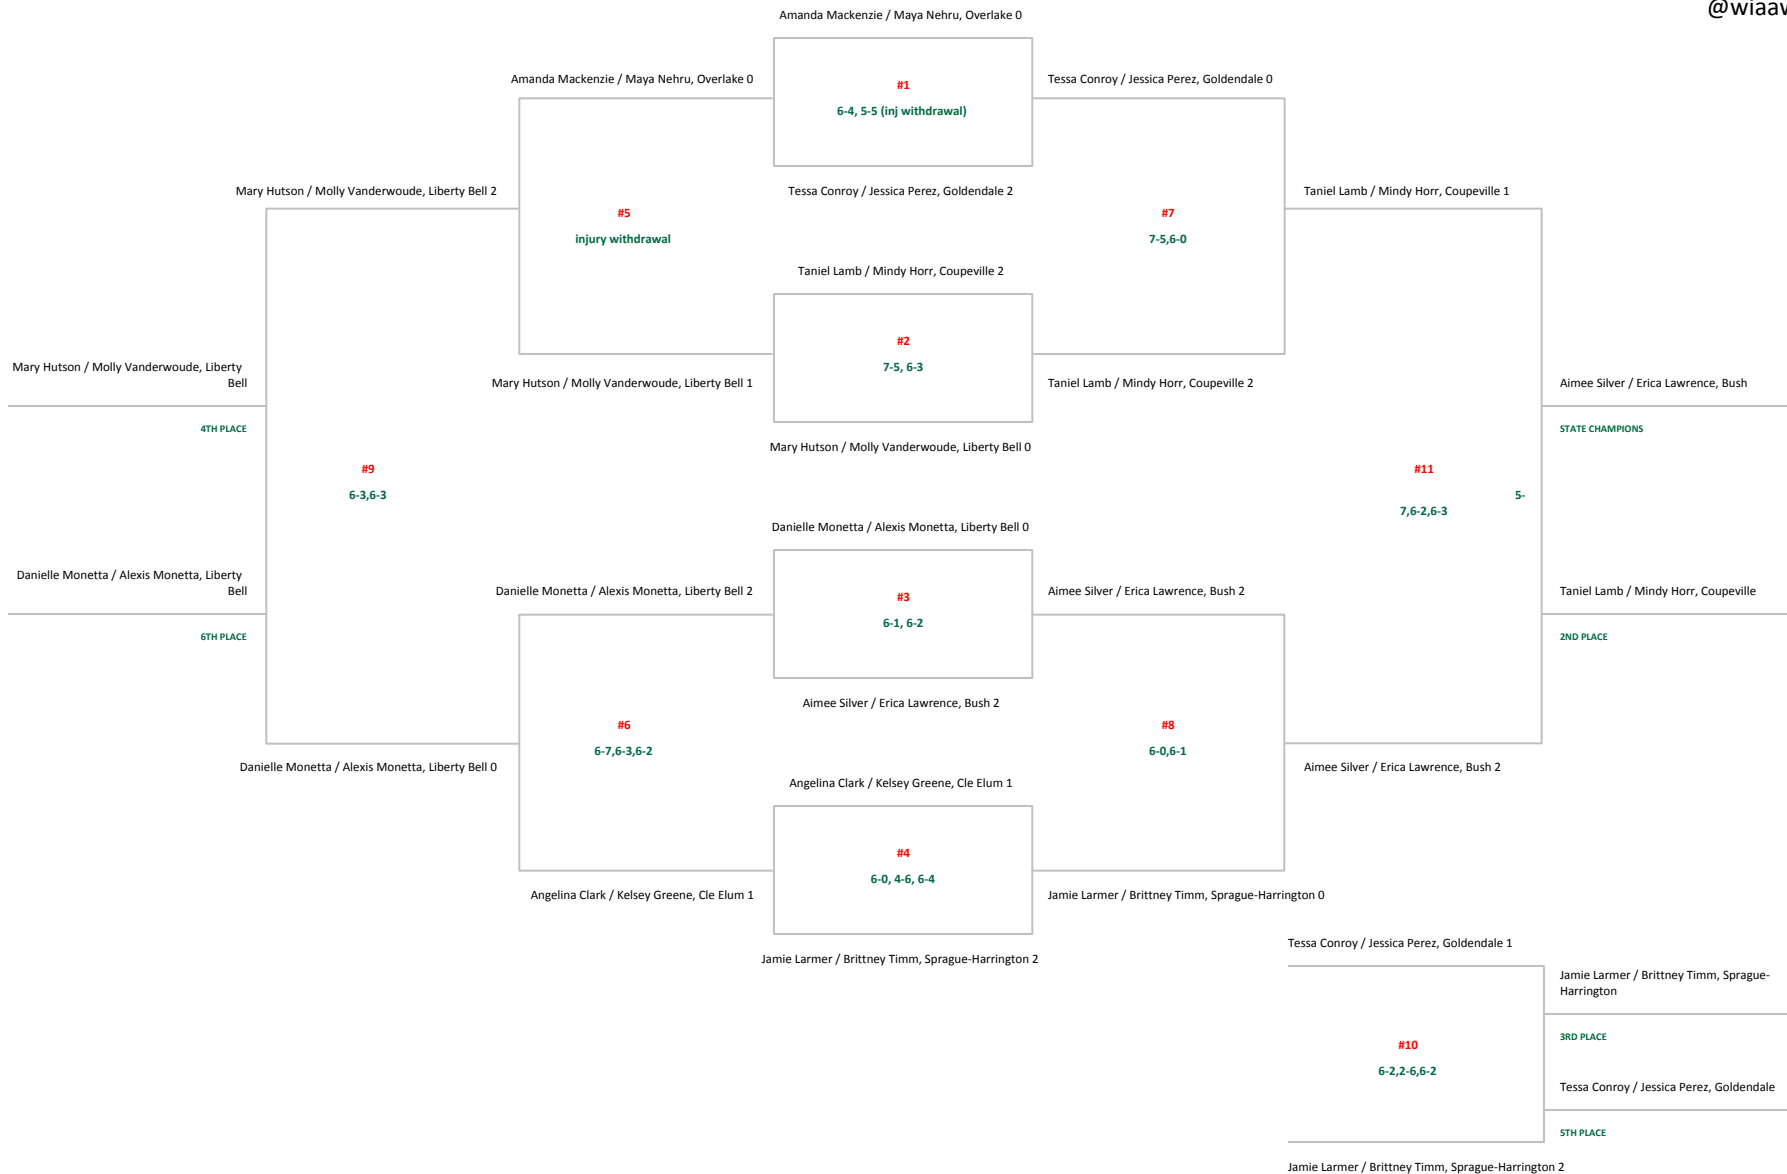 @wiaaw
Amanda Mackenzie / Maya Nehru, Overlake 0
Amanda Mackenzie / Maya Nehru, Overlake 0
#1
Tessa Conroy / Jessica Perez, Goldendale 0
6-4, 5-5 (inj withdrawal)
Mary Hutson / Molly Vanderwoude, Liberty Bell 2
Tessa Conroy / Jessica Perez, Goldendale 2
Taniel Lamb / Mindy Horr, Coupeville 1
#5
#7
injury withdrawal
7-5,6-0
Taniel Lamb / Mindy Horr, Coupeville 2
#2
Mary Hutson / Molly Vanderwoude, Liberty
Bell
7-5, 6-3
Mary Hutson / Molly Vanderwoude, Liberty Bell 1
Taniel Lamb / Mindy Horr, Coupeville 2
Aimee Silver / Erica Lawrence, Bush
4TH PLACE
STATE CHAMPIONS
Mary Hutson / Molly Vanderwoude, Liberty Bell 0
#9
#11
6-3,6-3
5-
7,6-2,6-3
Danielle Monetta / Alexis Monetta, Liberty Bell 0
Danielle Monetta / Alexis Monetta, Liberty
Bell
Danielle Monetta / Alexis Monetta, Liberty Bell 2
#3
Aimee Silver / Erica Lawrence, Bush 2
Taniel Lamb / Mindy Horr, Coupeville
6-1, 6-2
6TH PLACE
2ND PLACE
Aimee Silver / Erica Lawrence, Bush 2
#6
#8
6-7,6-3,6-2
6-0,6-1
Danielle Monetta / Alexis Monetta, Liberty Bell 0
Aimee Silver / Erica Lawrence, Bush 2
Angelina Clark / Kelsey Greene, Cle Elum 1
#4
6-0, 4-6, 6-4
Angelina Clark / Kelsey Greene, Cle Elum 1
Jamie Larmer / Brittney Timm, Sprague-Harrington 0
Tessa Conroy / Jessica Perez, Goldendale 1
Jamie Larmer / Brittney Timm, Sprague-Harrington 2
Jamie Larmer / Brittney Timm, Sprague-
Harrington
3RD PLACE
#10
6-2,2-6,6-2
Tessa Conroy / Jessica Perez, Goldendale
5TH PLACE
Jamie Larmer / Brittney Timm, Sprague-Harrington 2